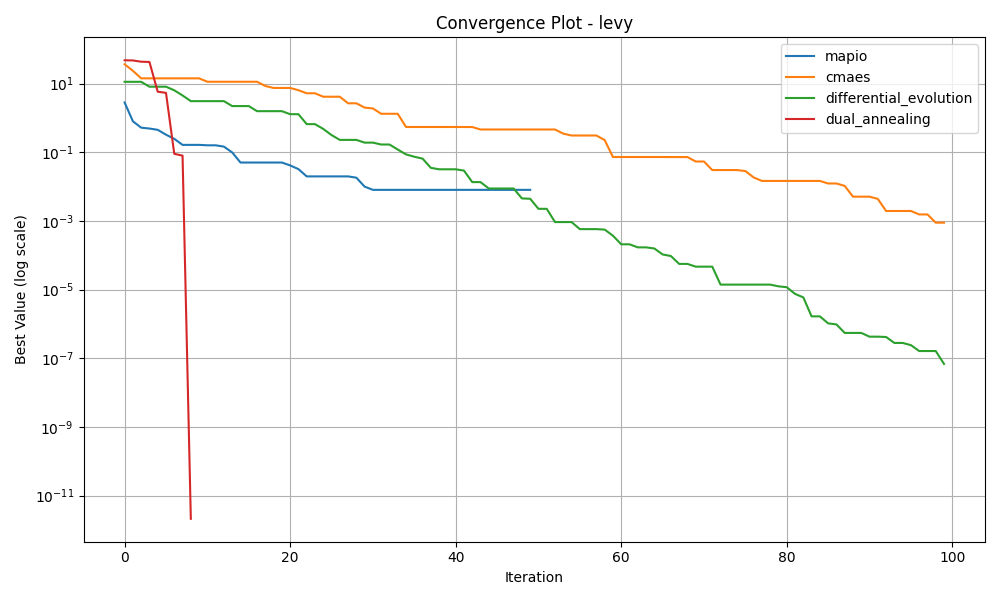 Convergence Plot - levy
mapio
cmaes
differential_evolution
dual_annealing
Best Value (log scale)
10^1
10^-1
10^-3
10^-5
10^-7
10^-9
10^-11
0 20 40 60 80 100
Iteration